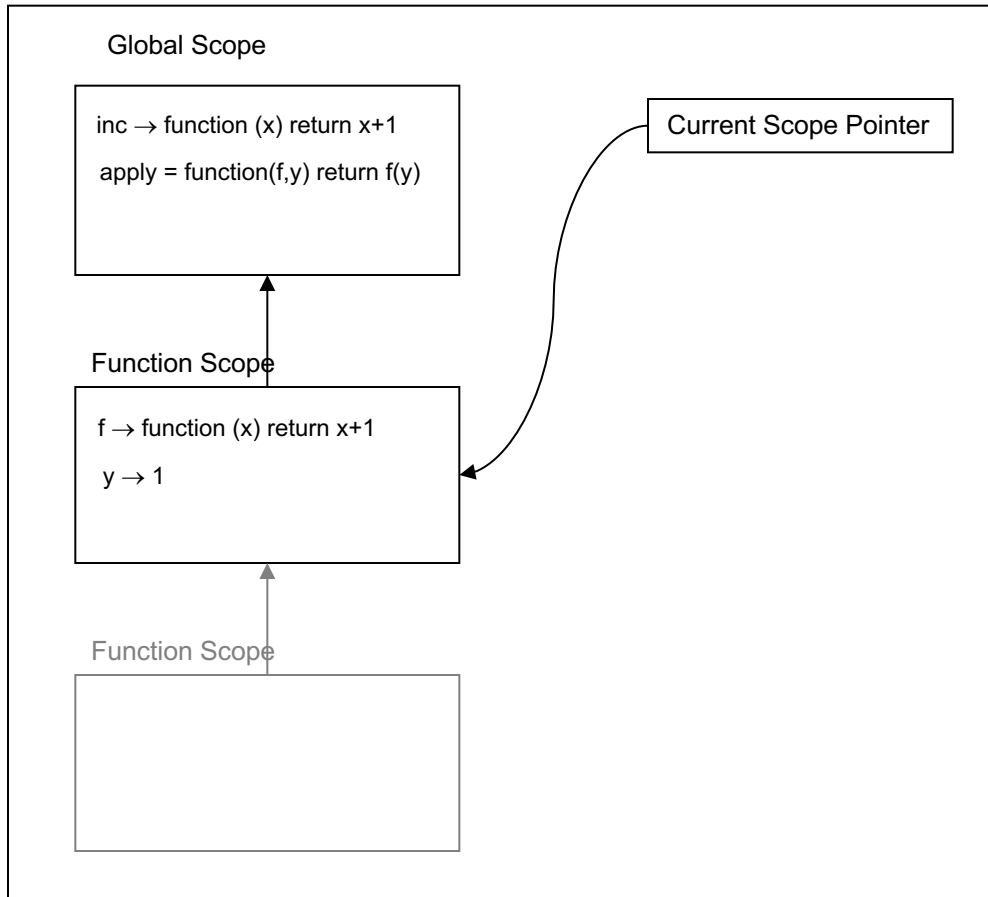 Global Scope
inc → function (x) return x+1
apply = function(f,y) return f(y)
Current Scope Pointer
Function Scope
f → function (x) return x+1
y → 1
Function Scope